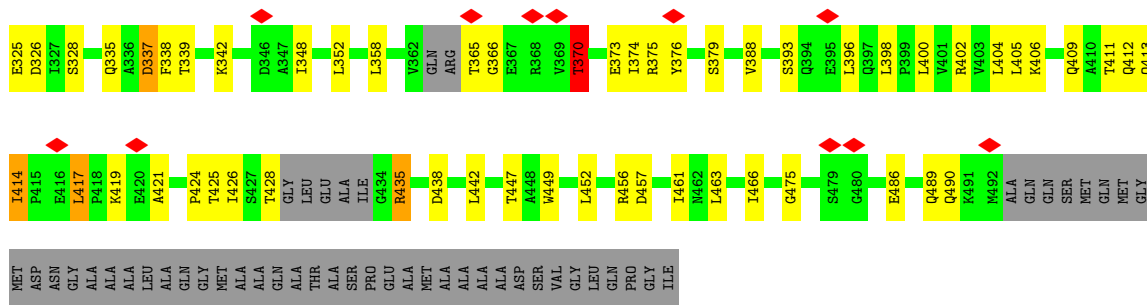 E325 D326 I327 S328 Q335 A336 D337 F338 T339 K342 D346 A347 I348 L352 L358 V362 GLN ARG T365 G366 E367 R368 V369 T370 E373 I374 R375 Y376 S379 V388 S393 Q394 E395 L396 Q397 L398 P399 L400 V401 R402 V403 L404 L405 K406 Q409 A410 T411 Q412
I414 P415 E416 L417 P418 K419 E420 A421 P424 T425 I426 S427 T428 GLY LEU GLU ALA ILE G434 R435 D438 L442 T447 A448 W449 L452 R456 D457 I461 N462 L463 I466 G475 S479 G480 E486 Q489 Q490 K491 M492 ALA GLN GLN SER MET GLN MET GLY
MET ASP ASN GLY ALA ALA ALA LEU ALA GLN GLY MET ALA ALA GLN ALA THR ALA SER PRO GLU ALA MET ALA ALA ALA ALA ASP SER VAL GLY LEU GLN PRO GLY ILE